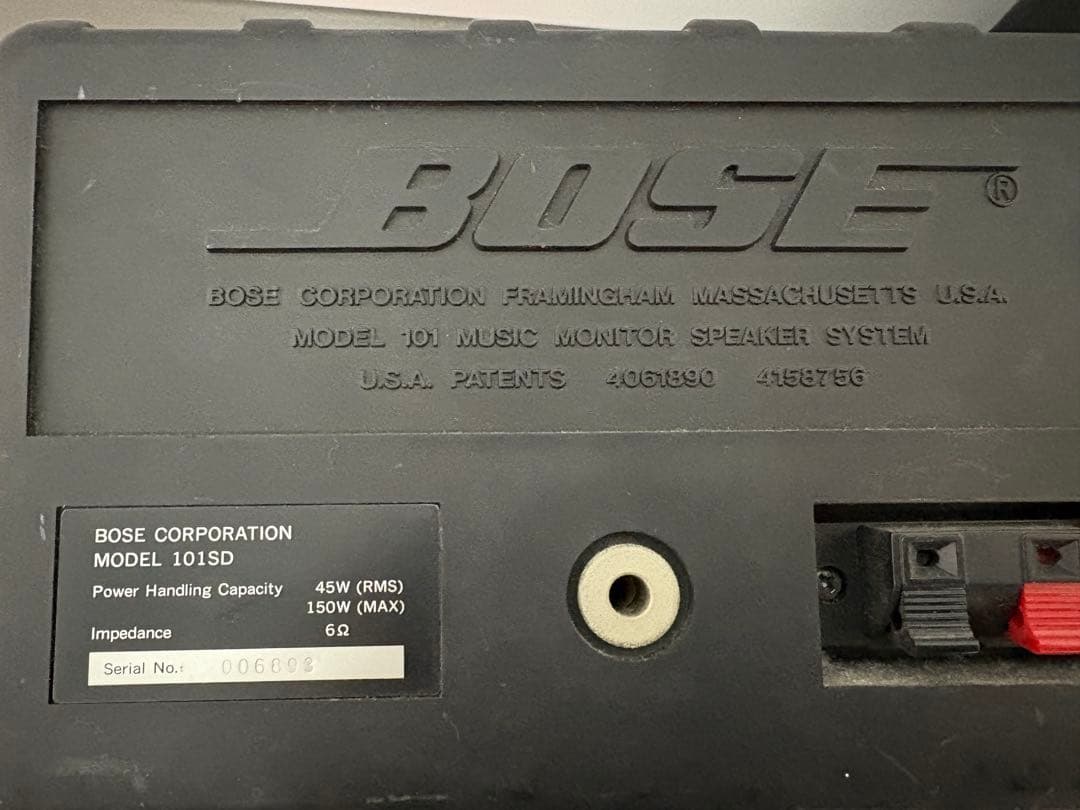 BOSE®
BOSE CORPORATION FRAMINGHAM MASSACHUSETTS U.S.A.
MODEL 101 MUSIC MONITOR SPEAKER SYSTEM
U.S.A. PATENTS 4061890 4158756
BOSE CORPORATION
MODEL 101SD
Power Handling Capacity 45W (RMS)
150W (MAX)
Impedance 6Ω
Serial No.: